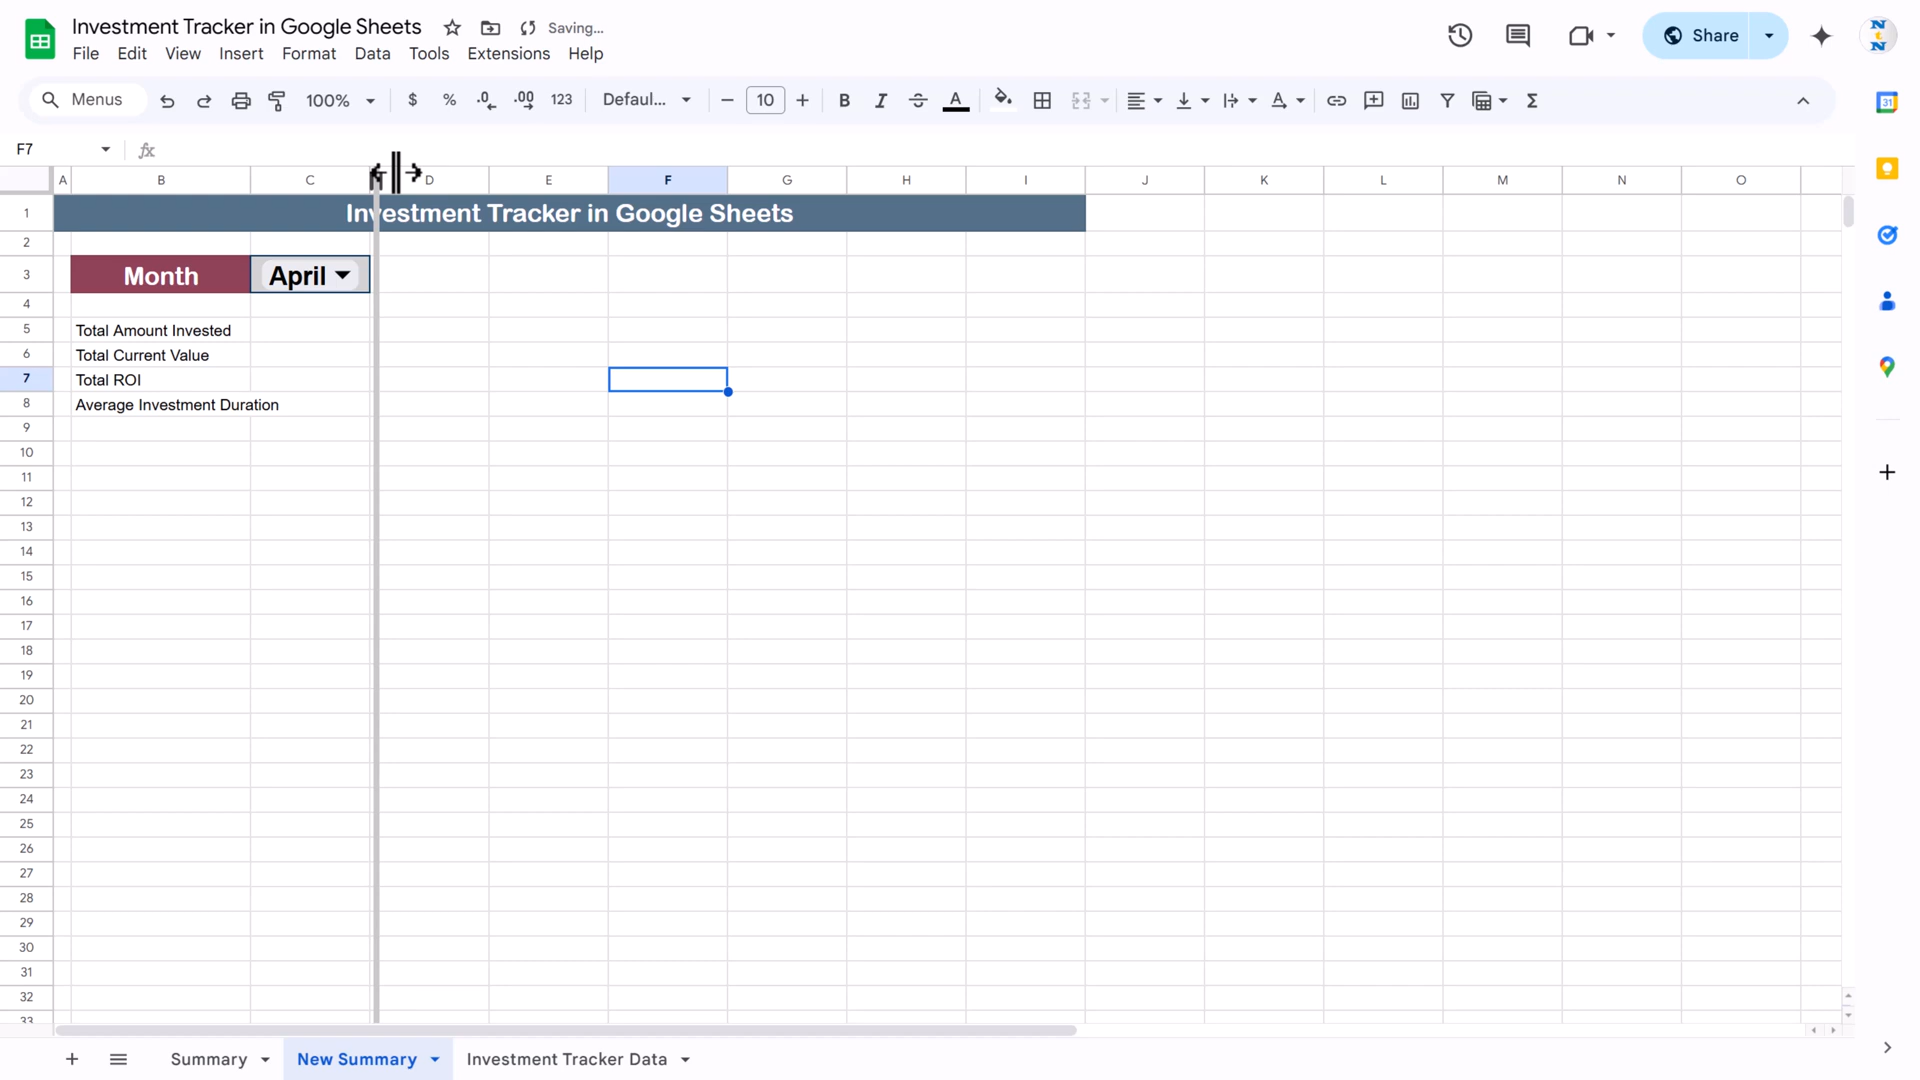 Investment Tracker in Google Sheets Saving...
File Edit View Insert Format Data Tools Extensions Help
Share
Menus 100% $ % .0 .00 123 Defaul... 10 B I A
31
F7 fx
A B C D E F G H I J K L M N O
1 Investment Tracker in Google Sheets
2
3 Month April
4
5 Total Amount Invested
6 Total Current Value
7 Total ROI
8 Average Investment Duration
9
10
11
12
13
14
15
16
17
18
19
20
21
22
23
24
25
26
27
28
29
30
31
32
33
Summary New Summary Investment Tracker Data